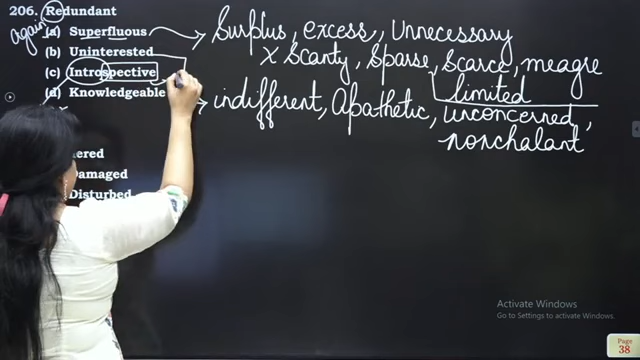 206. Redundant
again
(a) Superfluous → Surplus, excess, Unnecessary
x Scanty, Sparse, Scarce, meagre
limited
(b) Uninterested
(c) Introspective
(d) Knowledgeable
indifferent, Apathetic, unconcerned,
nonchalant
Damaged
Disturbed
Activate Windows
Go to Settings to activate Windows.
Page
38